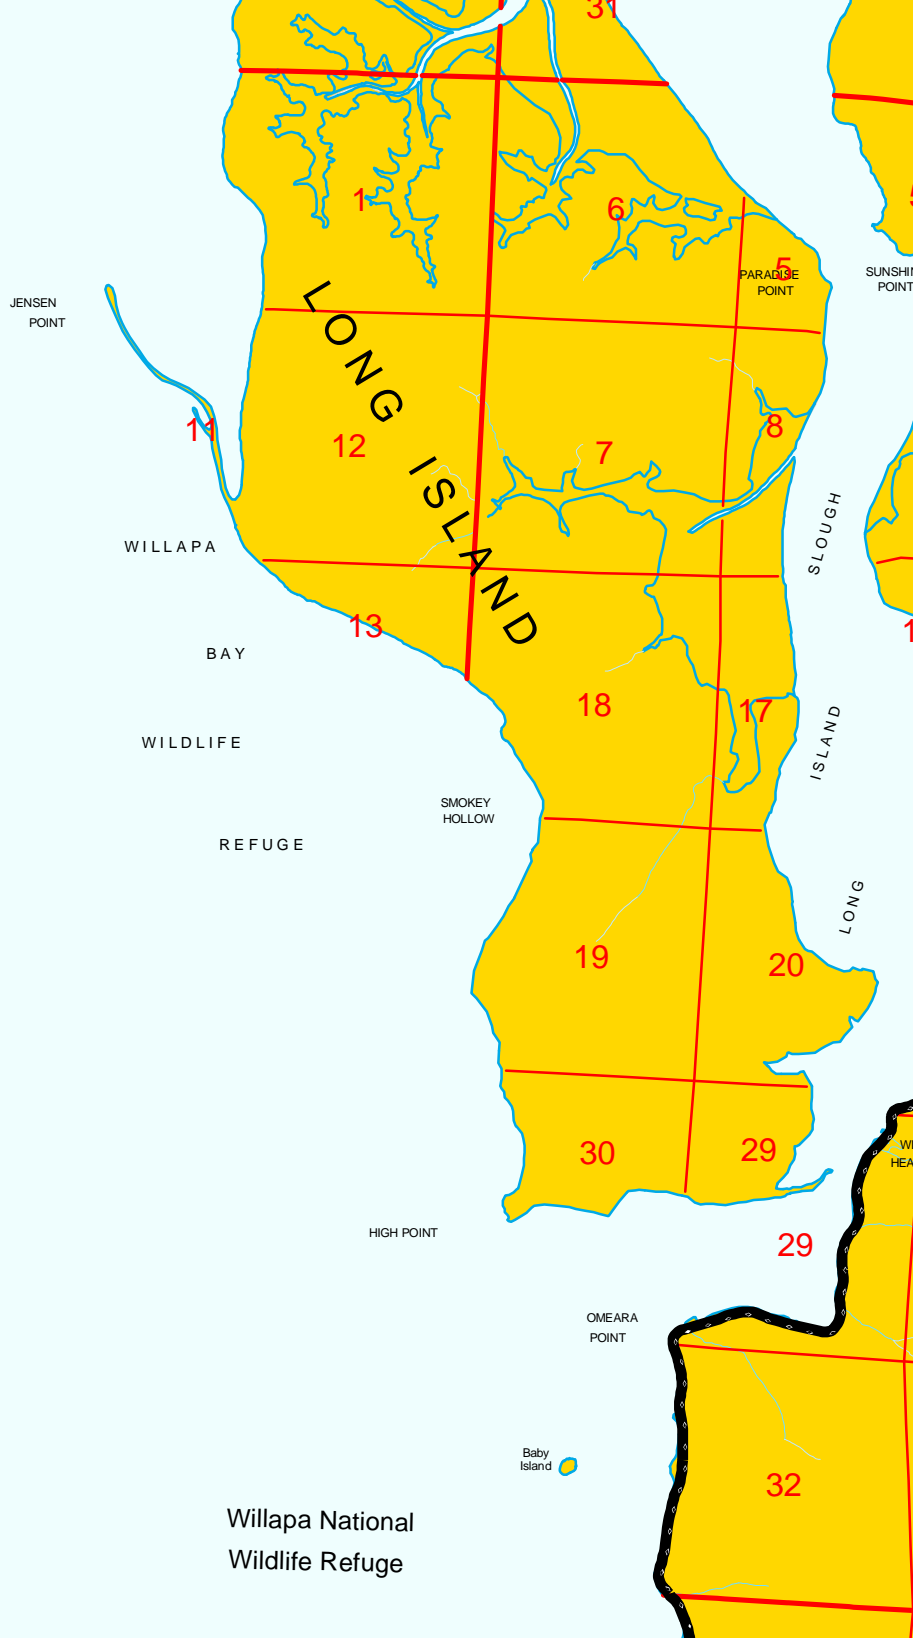 31
1
6
5
PARADISE
POINT
JENSEN
POINT
LONG ISLAND
11
12
7
8
WILLAPA
BAY
WILDLIFE
REFUGE
13
18
17
LONG ISLAND SLOUGH
SMOKEY
HOLLOW
19
20
30
29
HIGH POINT
29
OMEARA
POINT
Baby
Island
32
Willapa National
Wildlife Refuge
POINT